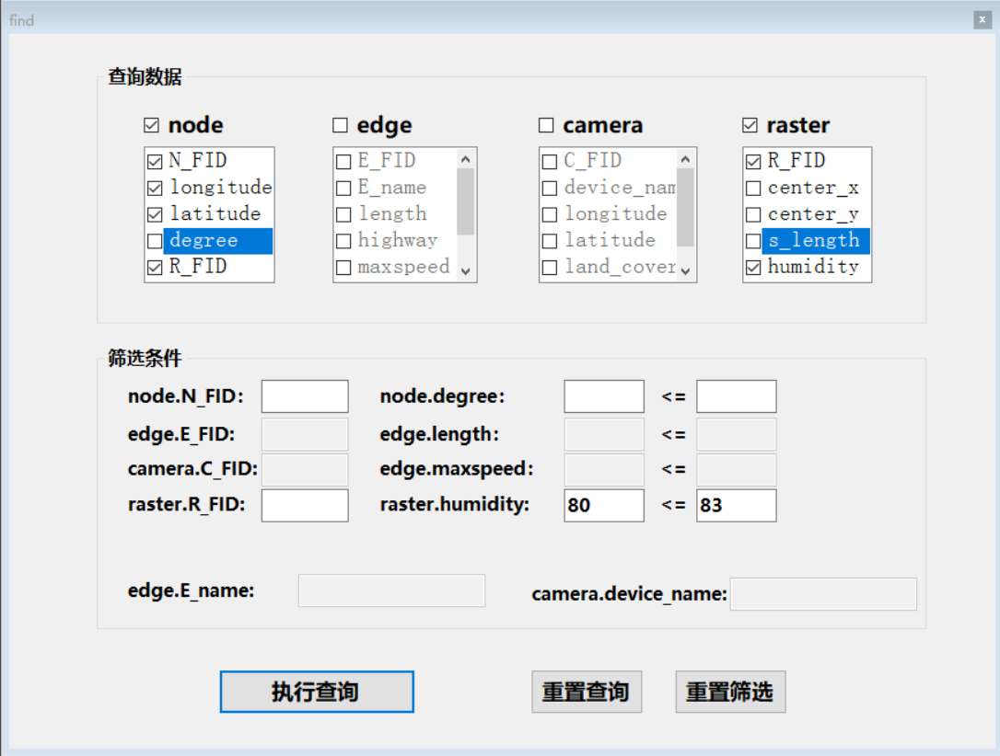 find
x
查询数据
node edge camera raster
N_FID E_FID C_FID R_FID
longitude E_name device_nam center_x
latitude length longitude center_y
degree highway latitude s_length
R_FID maxspeed land_cover humidity
筛选条件
node.N_FID: node.degree: <=
edge.E_FID: edge.length: <=
camera.C_FID: edge.maxspeed: <=
raster.R_FID: raster.humidity: 80 <= 83
edge.E_name: camera.device_name:
执行查询 重置查询 重置筛选